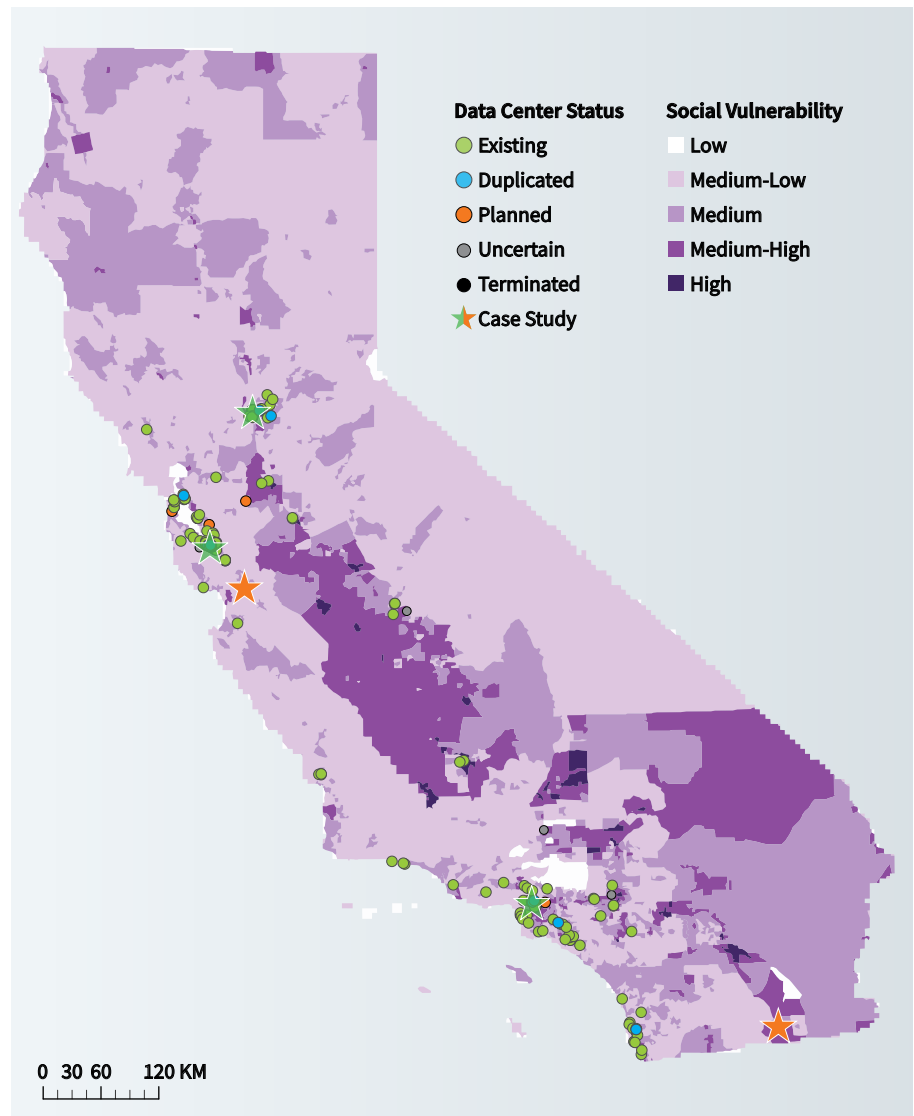 Data Center Status
Existing
Duplicated
Planned
Uncertain
Terminated
Case Study
Social Vulnerability
Low
Medium-Low
Medium
Medium-High
High
0 30 60 120 KM